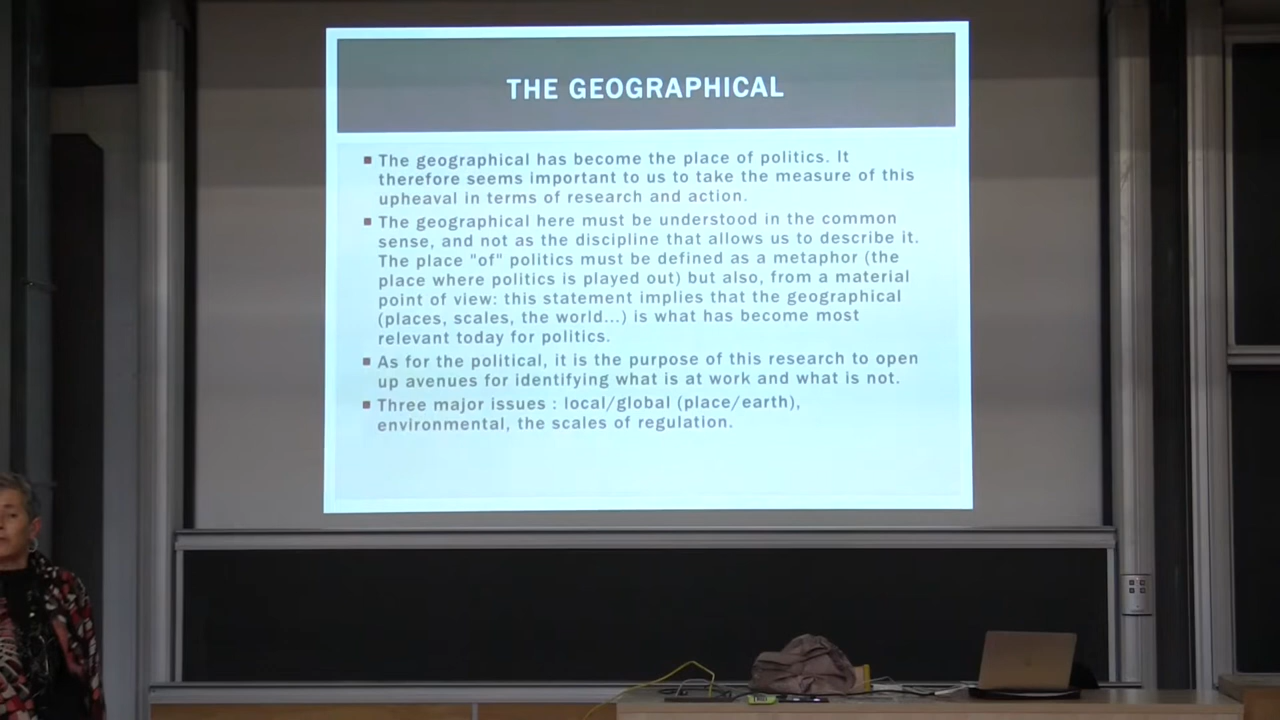 THE GEOGRAPHICAL
▪ The geographical has become the place of politics. It
therefore seems important to us to take the measure of this
upheaval in terms of research and action.
▪ The geographical here must be understood in the common
sense, and not as the discipline that allows us to describe it.
The place "of" politics must be defined as a metaphor (the
place where politics is played out) but also, from a material
point of view: this statement implies that the geographical
(places, scales, the world...) is what has become most
relevant today for politics.
▪ As for the political, it is the purpose of this research to open
up avenues for identifying what is at work and what is not.
▪ Three major issues : local/global (place/earth),
environmental, the scales of regulation.